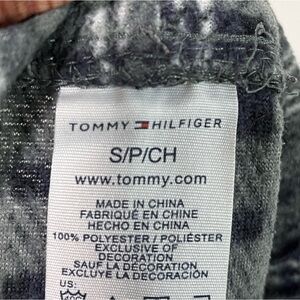 TOMMY HILFIGER
S/P/CH
www.tommy.com
MADE IN CHINA
FABRIQUÉ EN CHINE
HECHO EN CHINA
100% POLYESTER / POLIÉSTER
EXCLUSIVE OF
DECORATION
SAUF LA DÉCORATION
EXCLUYE LA DECORACIÓN
US: